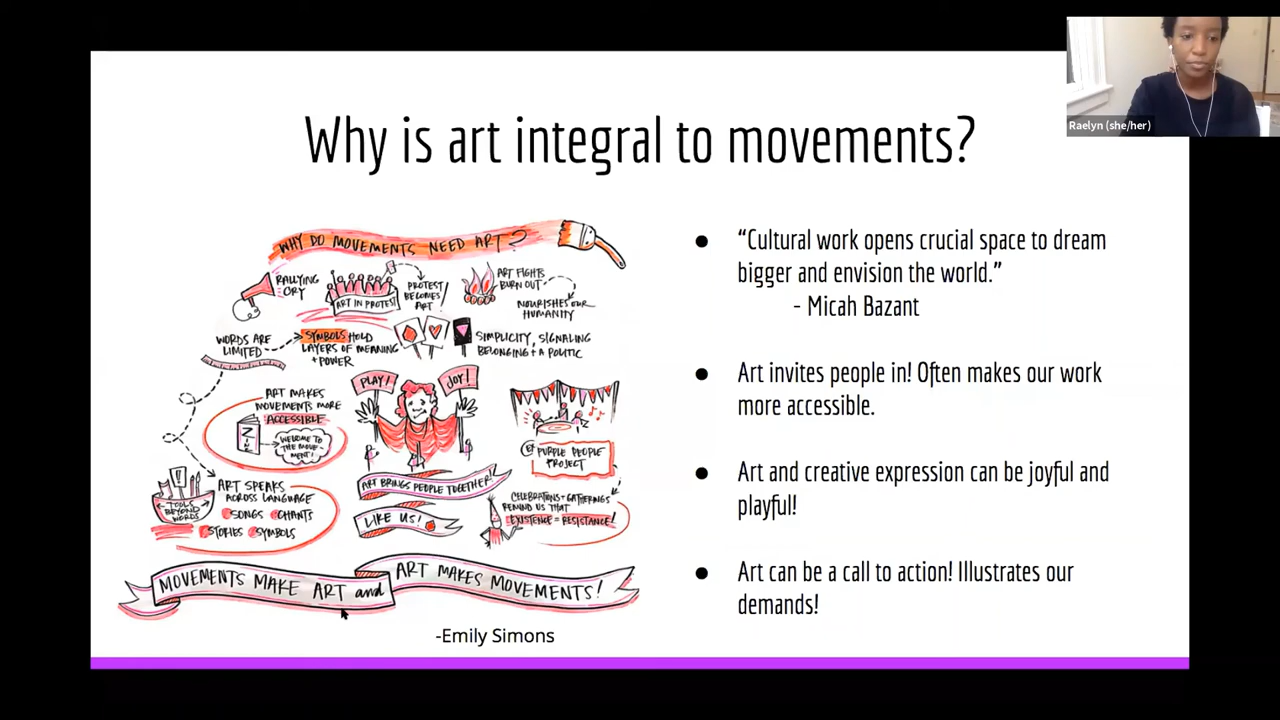 Why is art integral to movements?
Raelyn (she/her)
WHY DO MOVEMENTS NEED ART?
RALLYING
CRY
ART IN PROTEST
PROTEST
BECOMES
ART!
ART FIGHTS
BURN OUT
NOURISHES OUR
HUMANITY
WORDS ARE
LIMITED
SYMBOLS HOLD
LAYERS OF MEANING
+ POWER
SIMPLICITY, SIGNALING
BELONGING + A POLITIC
ART MAKES
MOVEMENTS MORE
ACCESSIBLE
ZINE
WELCOME TO
THE MOVE-
MENT!
PLAY!
JOY!
ART BRINGS PEOPLE TOGETHER!
LIKE US!
PURPLE PEOPLE
PROJECT
CELEBRATIONS + GATHERINGS
REMIND US THAT
EXISTENCE = RESISTANCE!
TOOLS
BEYOND
WORDS
ART SPEAKS
ACROSS LANGUAGE
SONGS CHANTS
STORIES SYMBOLS
MOVEMENTS MAKE ART and
ART MAKES MOVEMENTS!
-Emily Simons
● “Cultural work opens crucial space to dream
bigger and envision the world.”
- Micah Bazant
● Art invites people in! Often makes our work
more accessible.
● Art and creative expression can be joyful and
playful!
● Art can be a call to action! Illustrates our
demands!